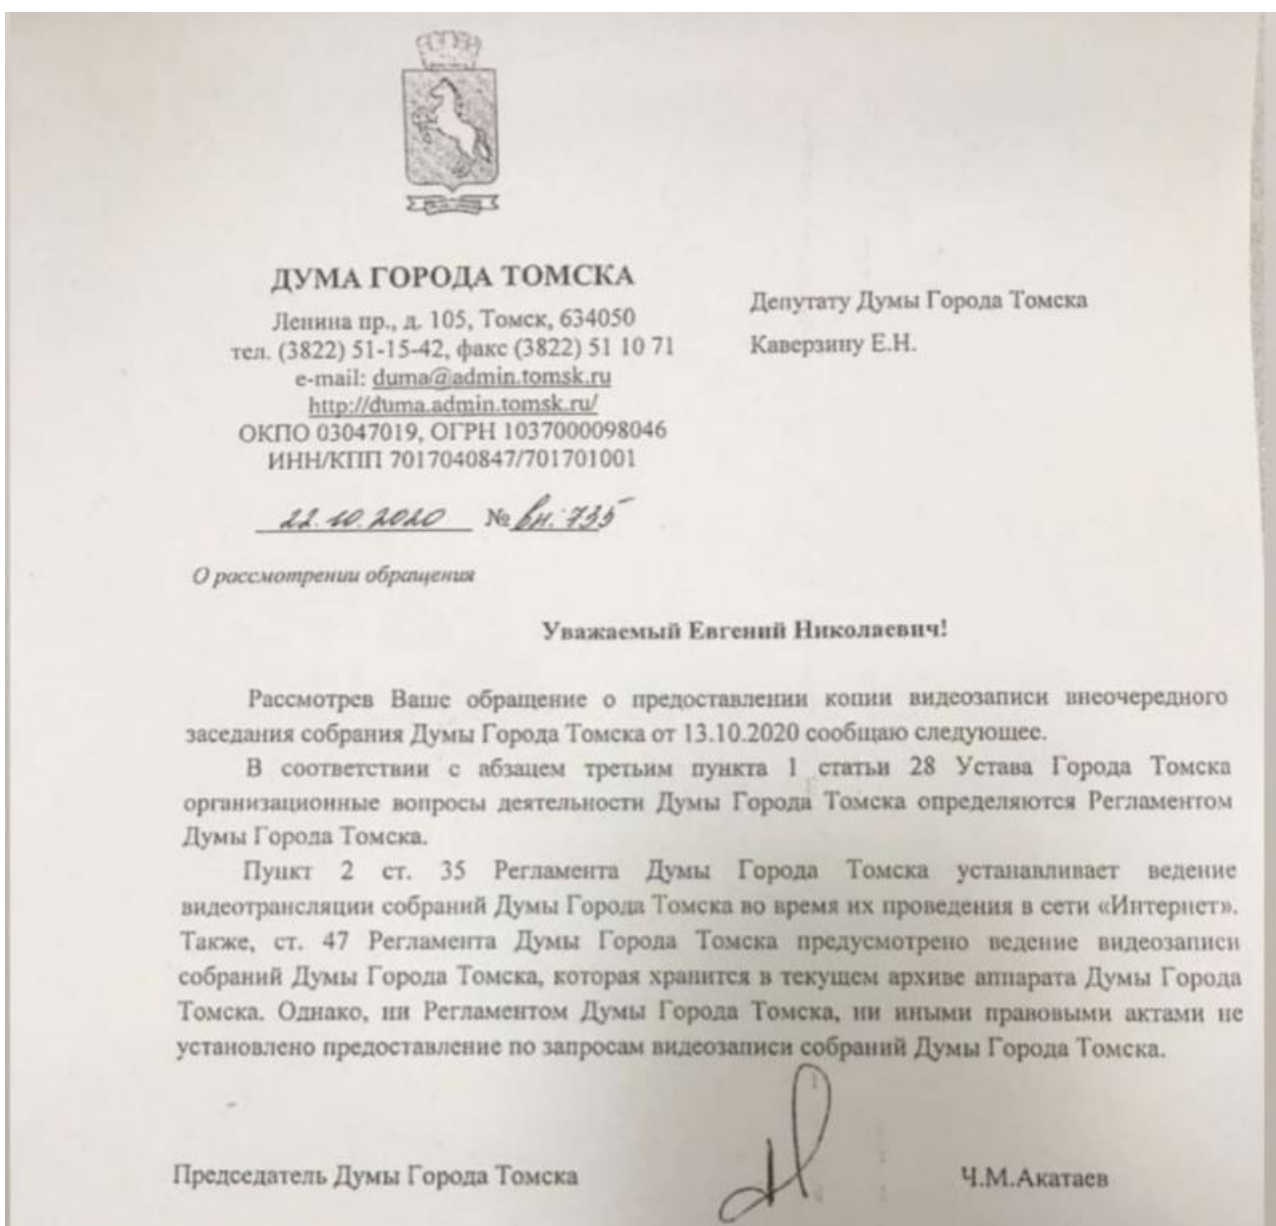 ДУМА ГОРОДА ТОМСКА
Ленина пр., д. 105, Томск, 634050
тел. (3822) 51-15-42, факс (3822) 51 10 71
e-mail: duma@admin.tomsk.ru
http://duma.admin.tomsk.ru/
ОКПО 03047019, ОГРН 1037000098046
ИНН/КПП 7017040847/701701001
22.10.2020 № вн. 735
Депутату Думы Города Томска
Каверзину Е.Н.
О рассмотрении обращения
Уважаемый Евгений Николаевич!
Рассмотрев Ваше обращение о предоставлении копии видеозаписи внеочередного
заседания собрания Думы Города Томска от 13.10.2020 сообщаю следующее.
В соответствии с абзацем третьим пункта 1 статьи 28 Устава Города Томска
организационные вопросы деятельности Думы Города Томска определяются Регламентом
Думы Города Томска.
Пункт 2 ст. 35 Регламента Думы Города Томска устанавливает ведение
видеотрансляции собраний Думы Города Томска во время их проведения в сети «Интернет».
Также, ст. 47 Регламента Думы Города Томска предусмотрено ведение видеозаписи
собраний Думы Города Томска, которая хранится в текущем архиве аппарата Думы Города
Томска. Однако, ни Регламентом Думы Города Томска, ни иными правовыми актами не
установлено предоставление по запросам видеозаписи собраний Думы Города Томска.
Председатель Думы Города Томска Ч.М.Акатаев